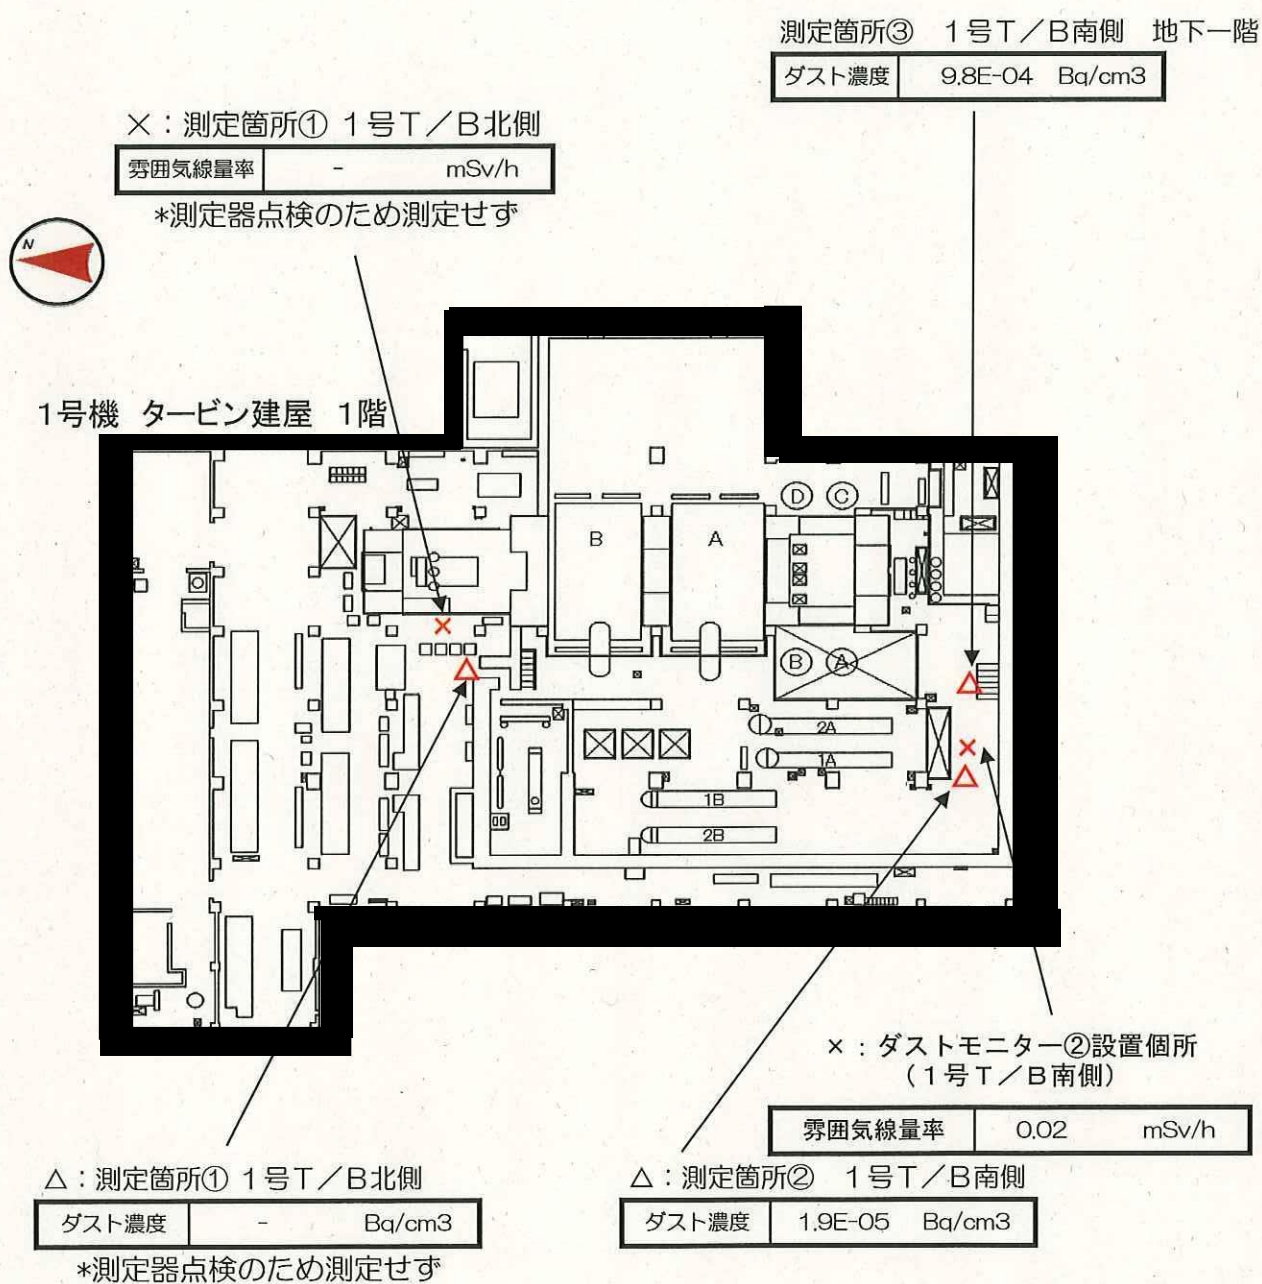 測定箇所③ 1号T/B南側 地下一階
ダスト濃度 9.8E-04 Bq/cm3
×:測定箇所① 1号T/B北側
雰囲気線量率 - mSv/h
*測定器点検のため測定せず
N
1号機 タービン建屋 1階
D C
B A
B A
2A
1A
1B
2B
×:ダストモニター②設置個所
(1号T/B南側)
雰囲気線量率 0.02 mSv/h
△:測定箇所① 1号T/B北側
ダスト濃度 - Bq/cm3
*測定器点検のため測定せず
△:測定箇所② 1号T/B南側
ダスト濃度 1.9E-05 Bq/cm3